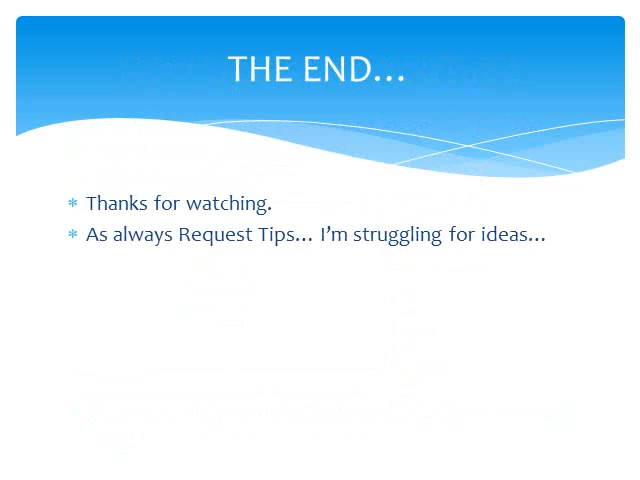 THE END…
Thanks for watching.
As always Request Tips… I'm struggling for ideas…